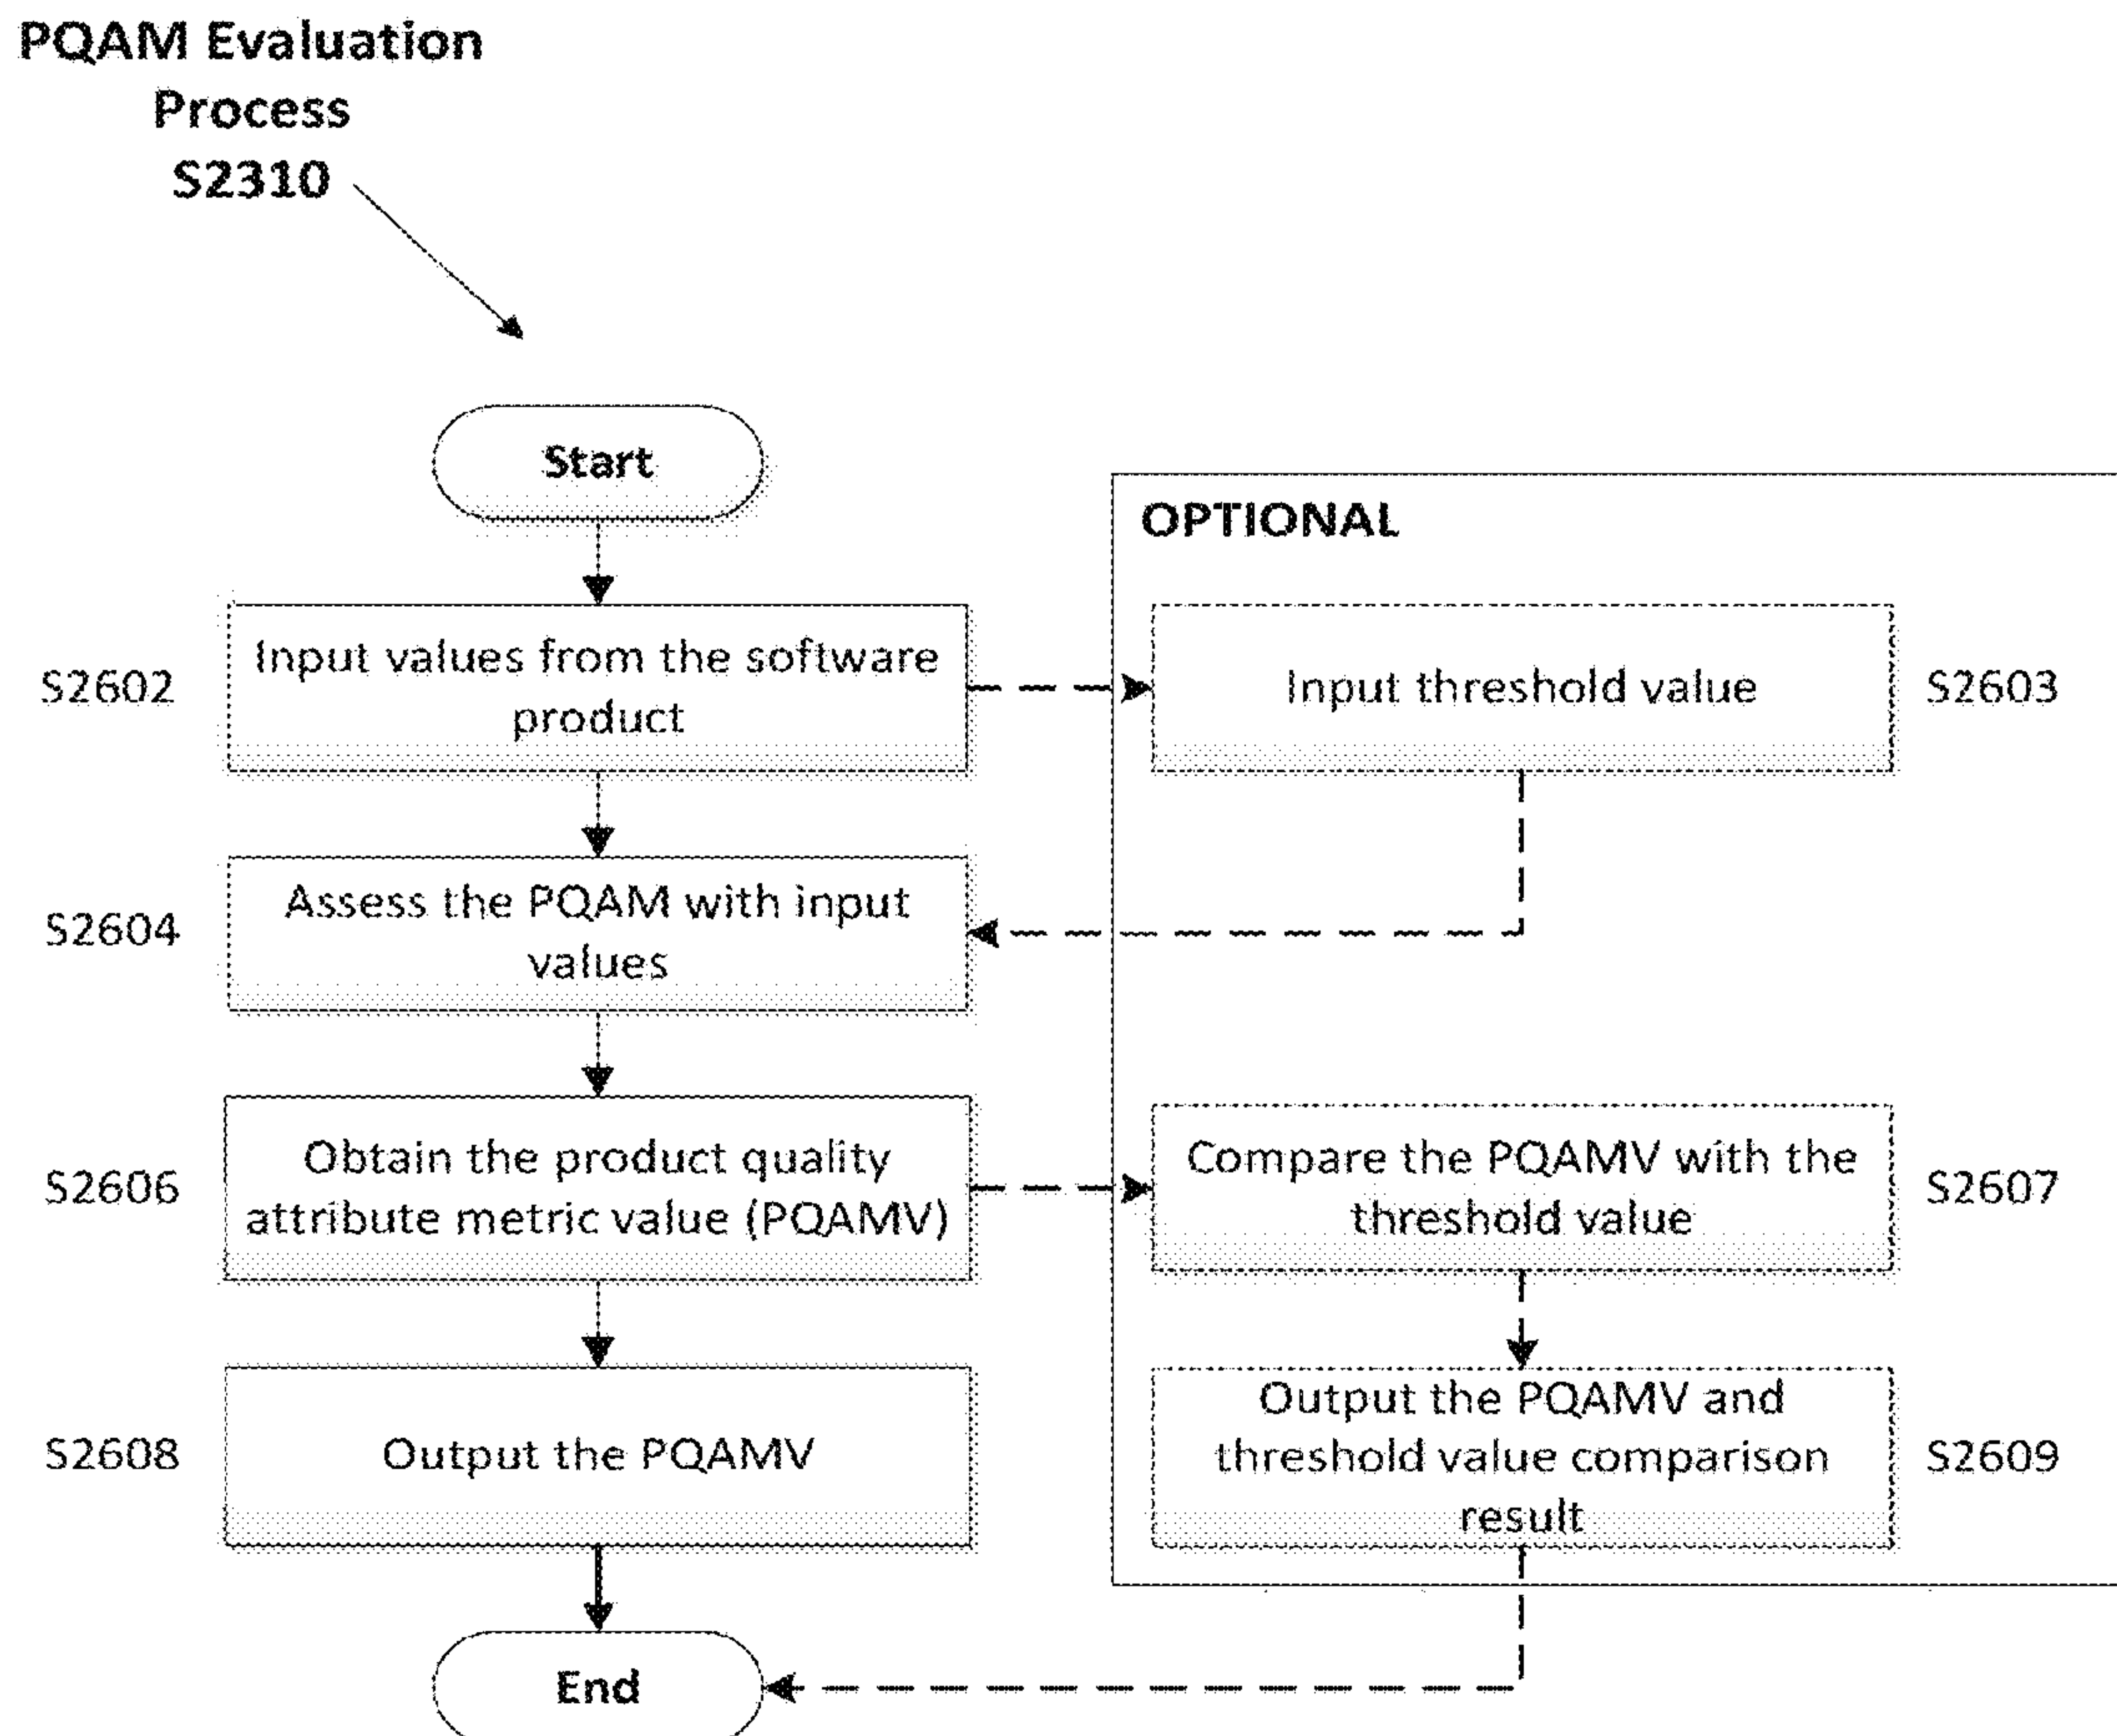 PQAM Evaluation
Process
S2310
Start
OPTIONAL
S2602
Input values from the software
product
Input threshold value
S2603
S2604
Assess the PQAM with input
values
S2606
Obtain the product quality
attribute metric value (PQAMV)
Compare the PQAMV with the
threshold value
S2607
S2608
Output the PQAMV
Output the PQAMV and
threshold value comparison
result
S2609
End